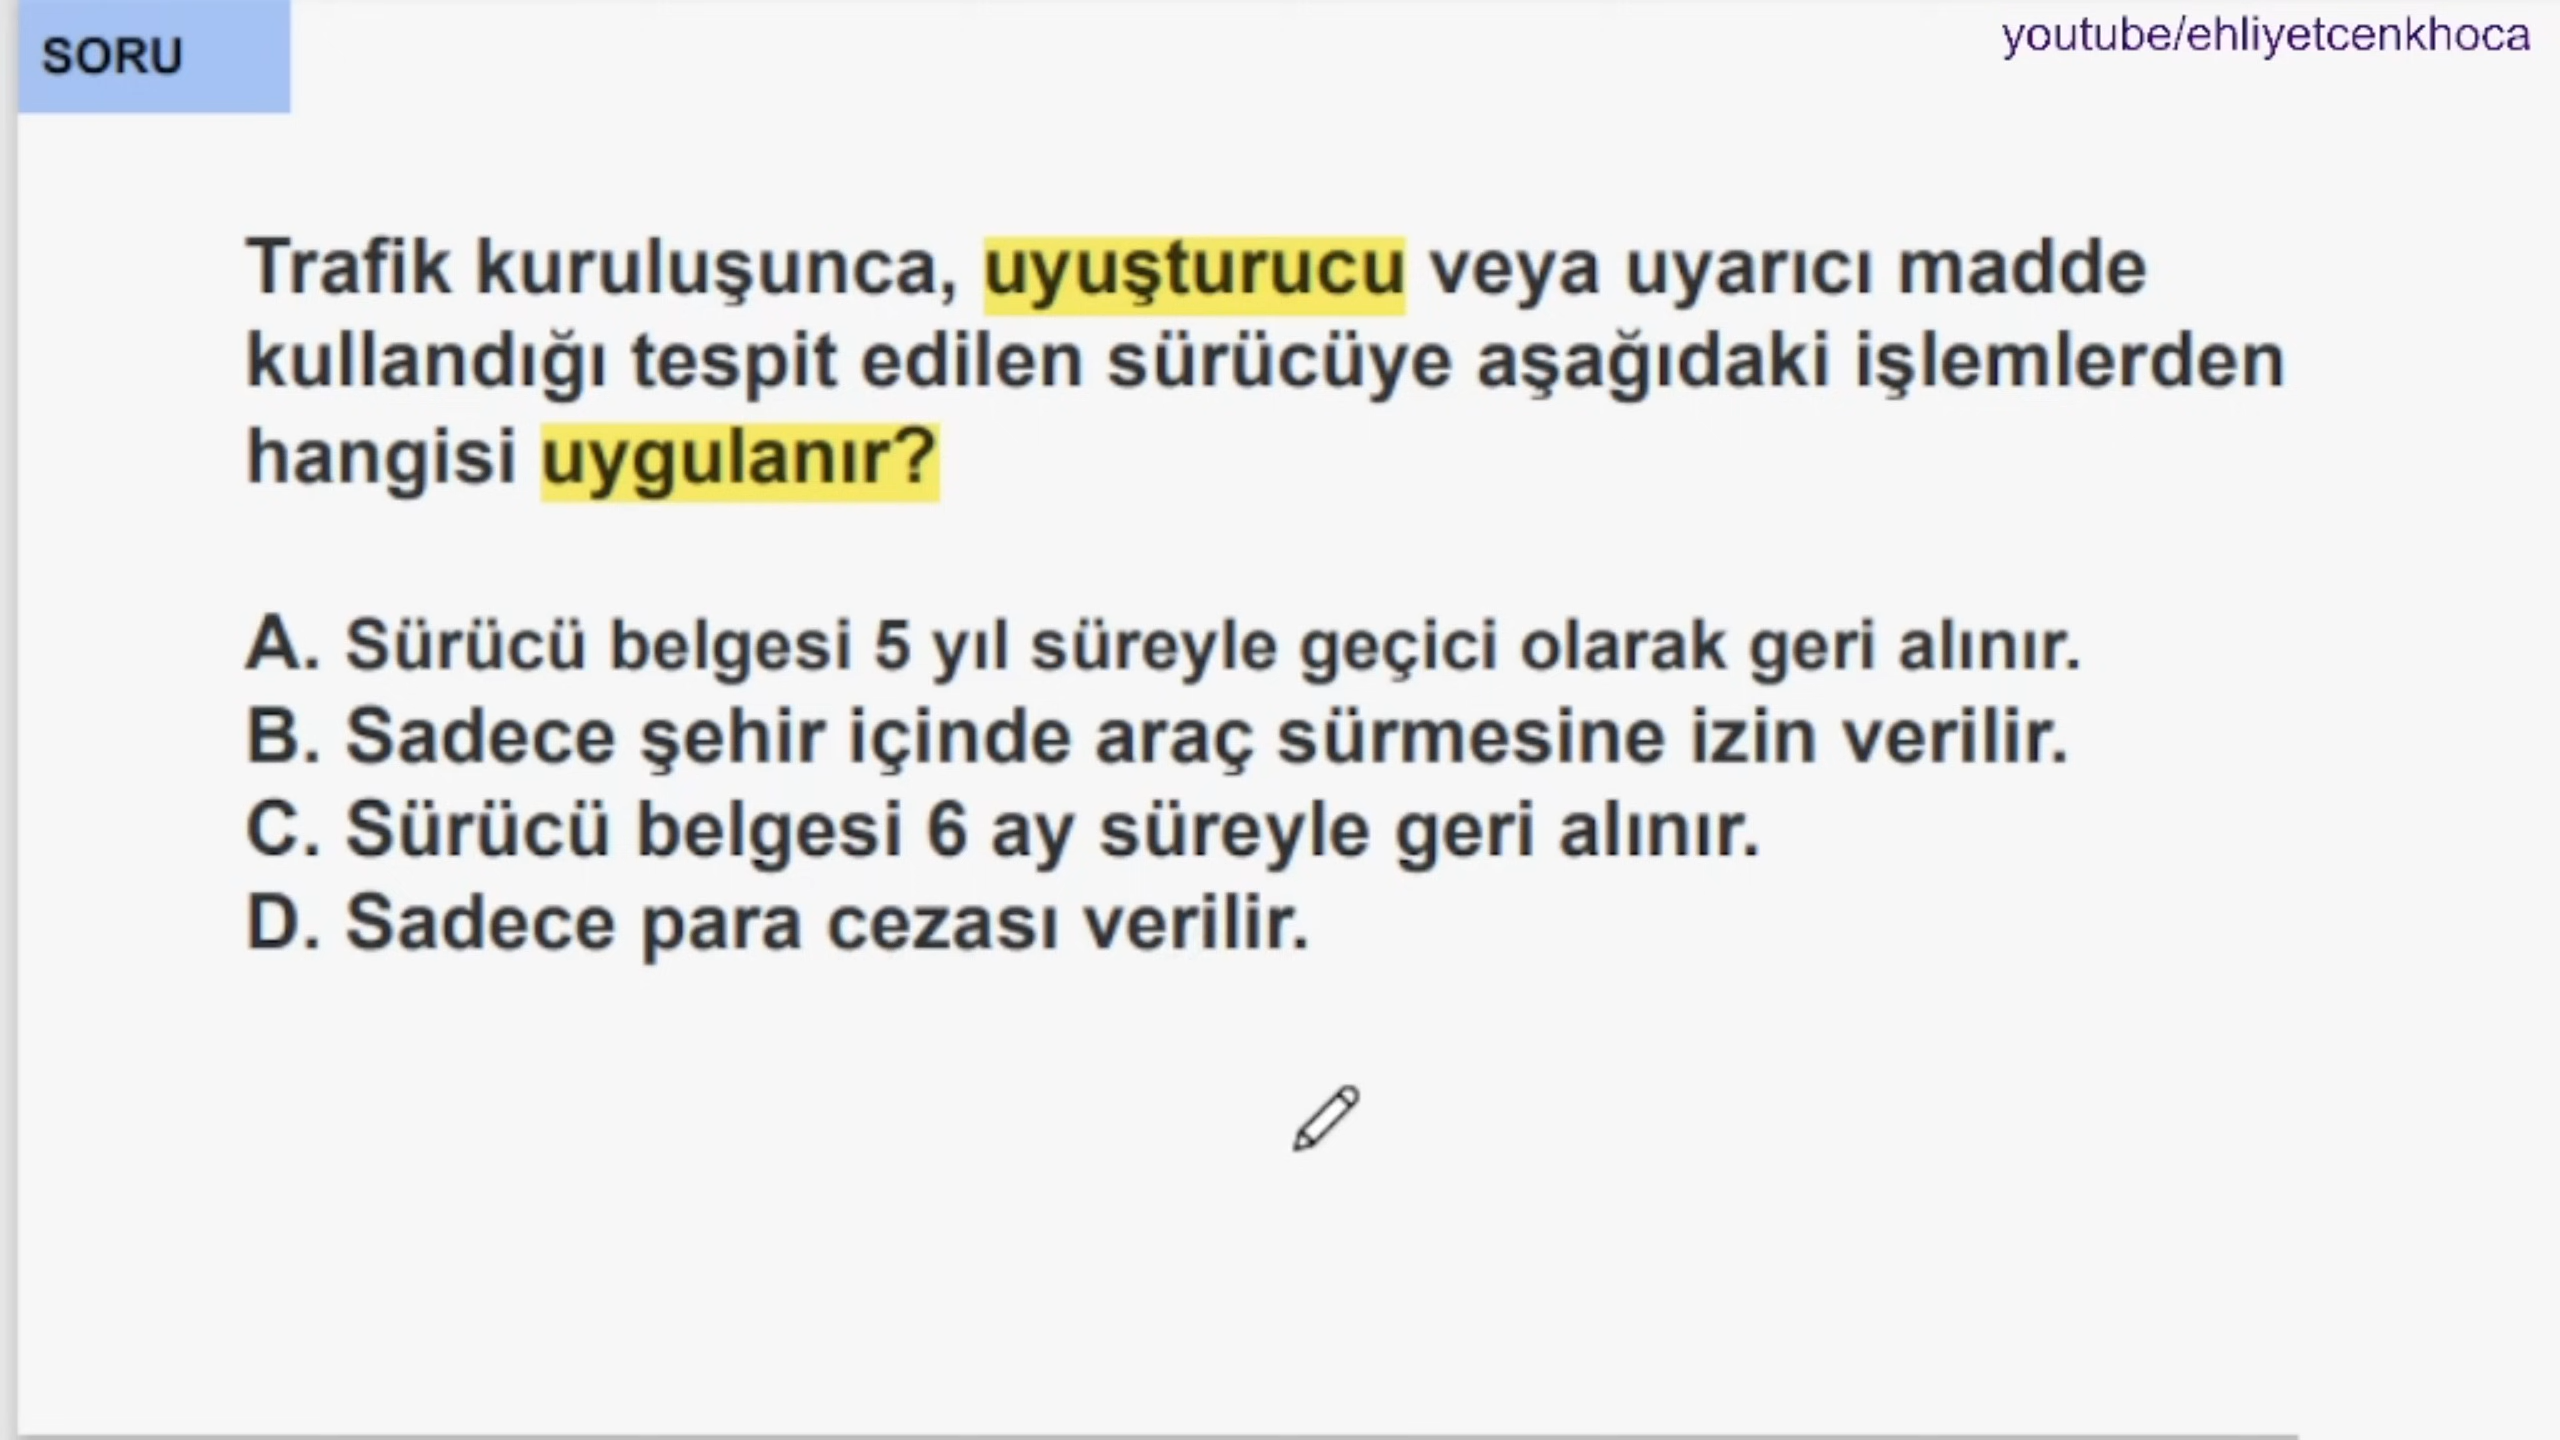 SORU
youtube/ehliyetcenkhoca
Trafik kuruluşunca, uyuşturucu veya uyarıcı madde
kullandığı tespit edilen sürücüye aşağıdaki işlemlerden
hangisi uygulanır?
A. Sürücü belgesi 5 yıl süreyle geçici olarak geri alınır.
B. Sadece şehir içinde araç sürmesine izin verilir.
C. Sürücü belgesi 6 ay süreyle geri alınır.
D. Sadece para cezası verilir.